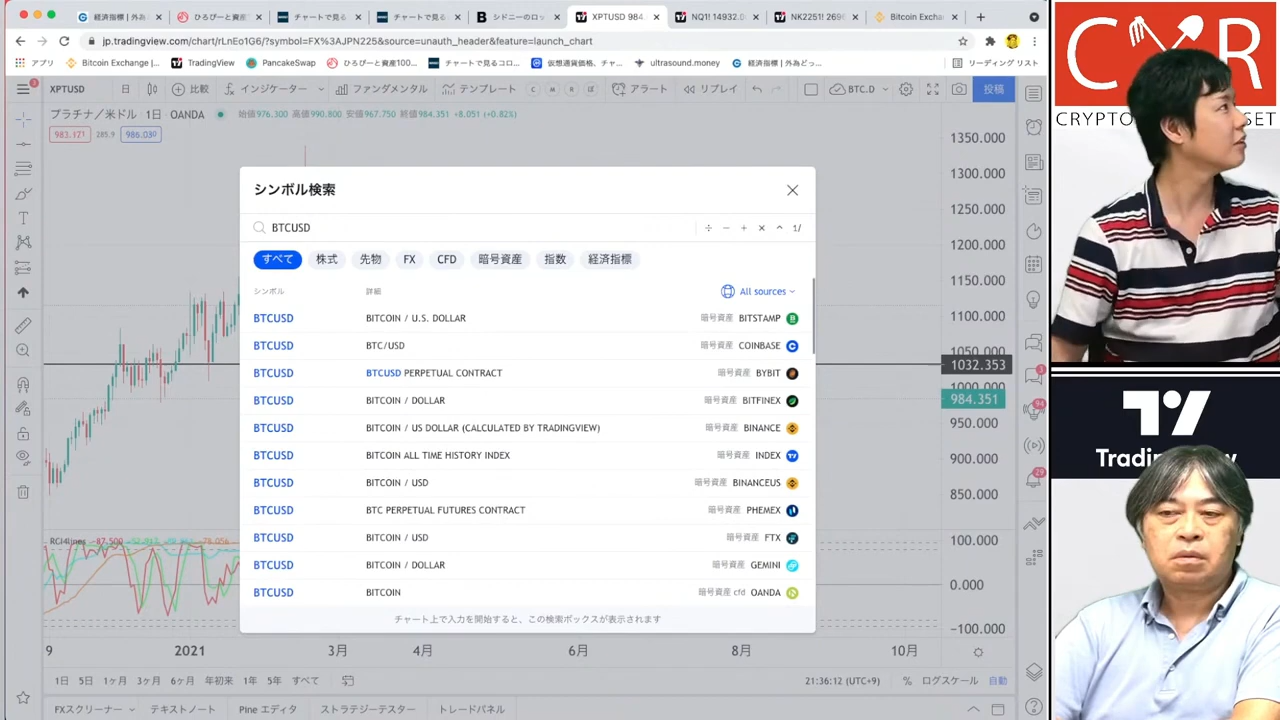 経済指標 | 外為
ひろぴーと資産
チャートで見る
チャートで見る
シドニーのロッ
XPTUSD 984.
NQ1! 14932.0
NK2251! 269
Bitcoin Excha
jp.tradingview.com/chart/rLnEo1G6/?symbol=FX%3AJPN225&source=unauth_header&feature=launch_chart
アプリ
Bitcoin Exchange |...
TradingView
PancakeSwap
ひろぴーと資産100...
チャートで見るコロ...
仮想通貨価格、チャ...
ultrasound.money
経済指標 | 外為どっ...
リーディング リスト
XPTUSD
日
比較
インジケーター
ファンダメンタル
テンプレート
アラート
リプレイ
BTC.D
投稿
プラチナ/米ドル 1日 OANDA
始値976.300 高値990.800 安値967.750 終値984.351 +8.051 (+0.82%)
983.171 285.9 986.030
シンボル検索
BTCUSD
÷ − + × ^ 1/
すべて 株式 先物 FX CFD 暗号資産 指数 経済指標
シンボル 詳細 All sources
BTCUSD BITCOIN / U.S. DOLLAR 暗号資産 BITSTAMP
BTCUSD BTC/USD 暗号資産 COINBASE
BTCUSD BTCUSD PERPETUAL CONTRACT 暗号資産 BYBIT
BTCUSD BITCOIN / DOLLAR 暗号資産 BITFINEX
BTCUSD BITCOIN / US DOLLAR (CALCULATED BY TRADINGVIEW) 暗号資産 BINANCE
BTCUSD BITCOIN ALL TIME HISTORY INDEX 暗号資産 INDEX
BTCUSD BITCOIN / USD 暗号資産 BINANCEUS
BTCUSD BTC PERPETUAL FUTURES CONTRACT 暗号資産 PHEMEX
BTCUSD BITCOIN / USD 暗号資産 FTX
BTCUSD BITCOIN / DOLLAR 暗号資産 GEMINI
BTCUSD BITCOIN 暗号資産 cfd OANDA
チャート上で入力を開始すると、この検索ボックスが表示されます
1350.000
1300.000
1250.000
1200.000
1150.000
1100.000
1050.000
1032.353
1000.000
984.351
950.000
900.000
850.000
RCI4lines -87.500
100.000
0.000
-100.000
9 2021 3月 4月 6月 8月 10月
1日 5日 1ヶ月 3ヶ月 6ヶ月 年初来 1年 5年 すべて
21:36:12 (UTC+9) % ログスケール 自動
FXスクリーナー テキストノート Pine エディタ ストラテジーテスター トレードパネル
3
94
29
C R
CRYPTO SET
TradingView